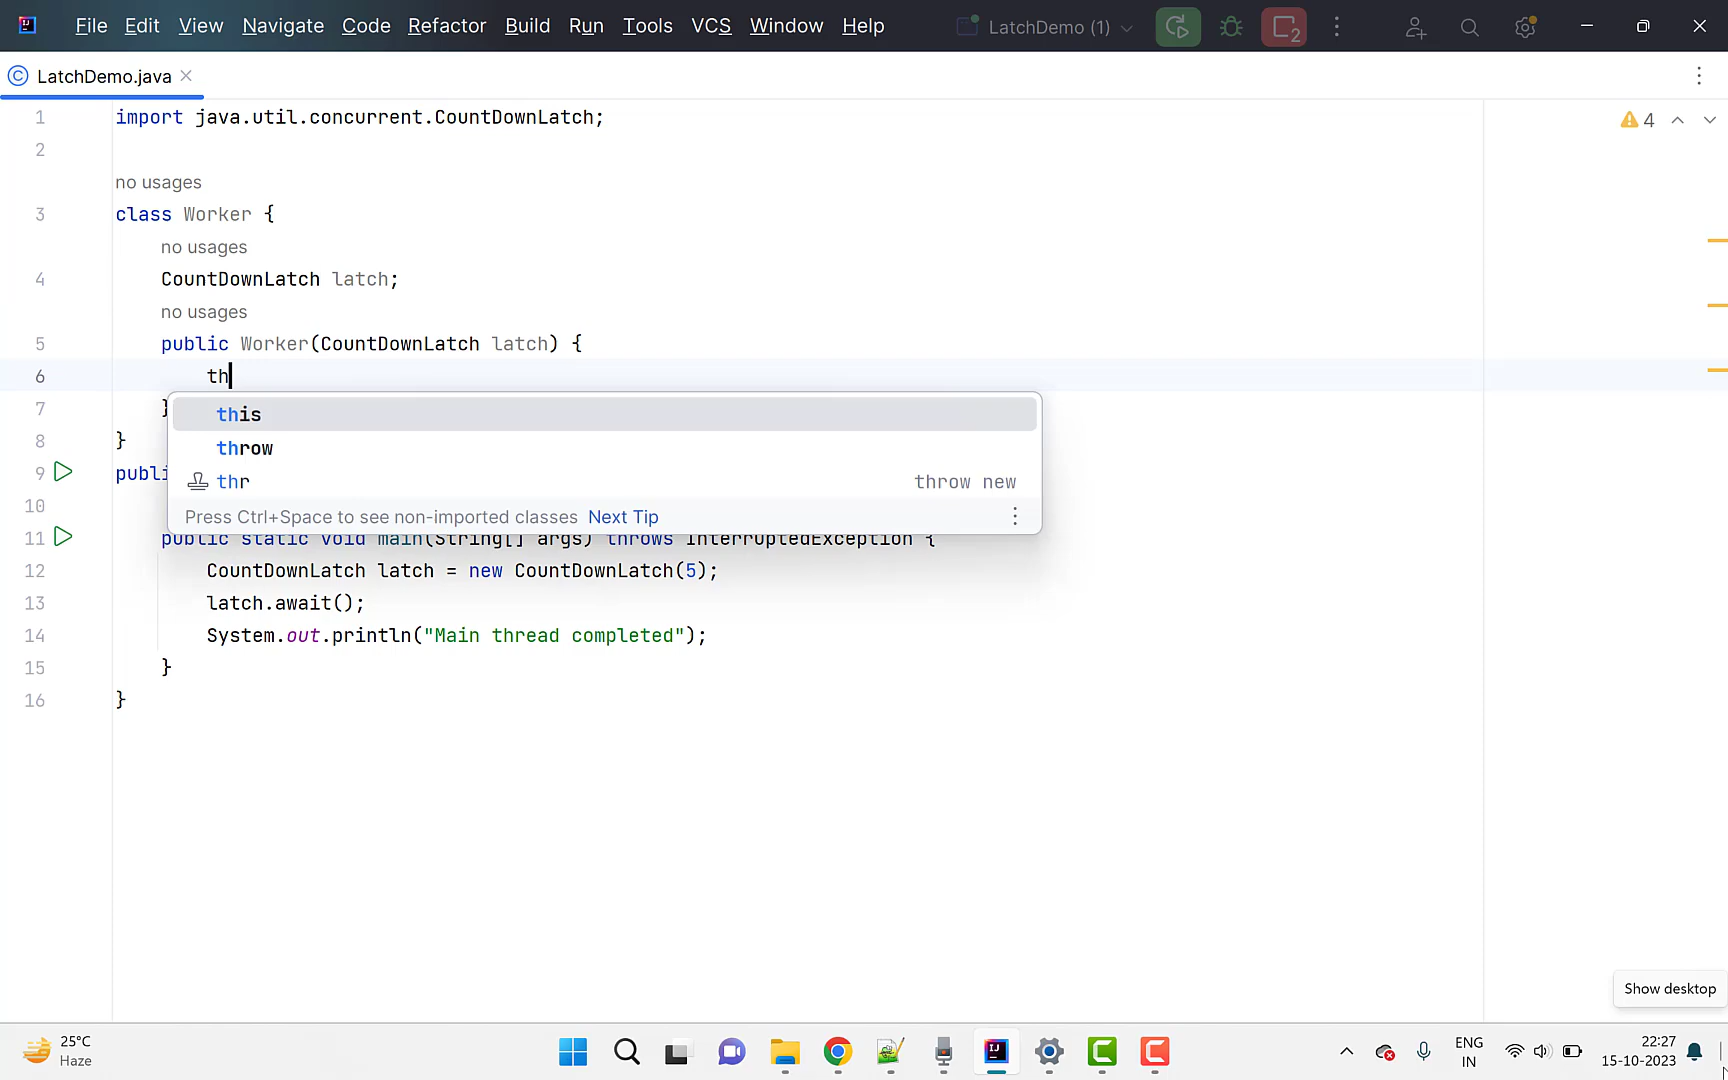 File Edit View Navigate Code Refactor Build Run Tools VCS Window Help LatchDemo (1) 2
LatchDemo.java
1 import java.util.concurrent.CountDownLatch; 4
2
no usages
3 class Worker {
no usages
4 CountDownLatch latch;
no usages
5 public Worker(CountDownLatch latch) {
6 th
7 }
this
8 }
throw
9 publi
thr throw new
10
Press Ctrl+Space to see non-imported classes Next Tip
11 public static void main(String[] args) throws InterruptedException {
12 CountDownLatch latch = new CountDownLatch(5);
13 latch.await();
14 System.out.println("Main thread completed");
15 }
16 }
Show desktop
25°C
Haze
ENG
IN
22:27
15-10-2023